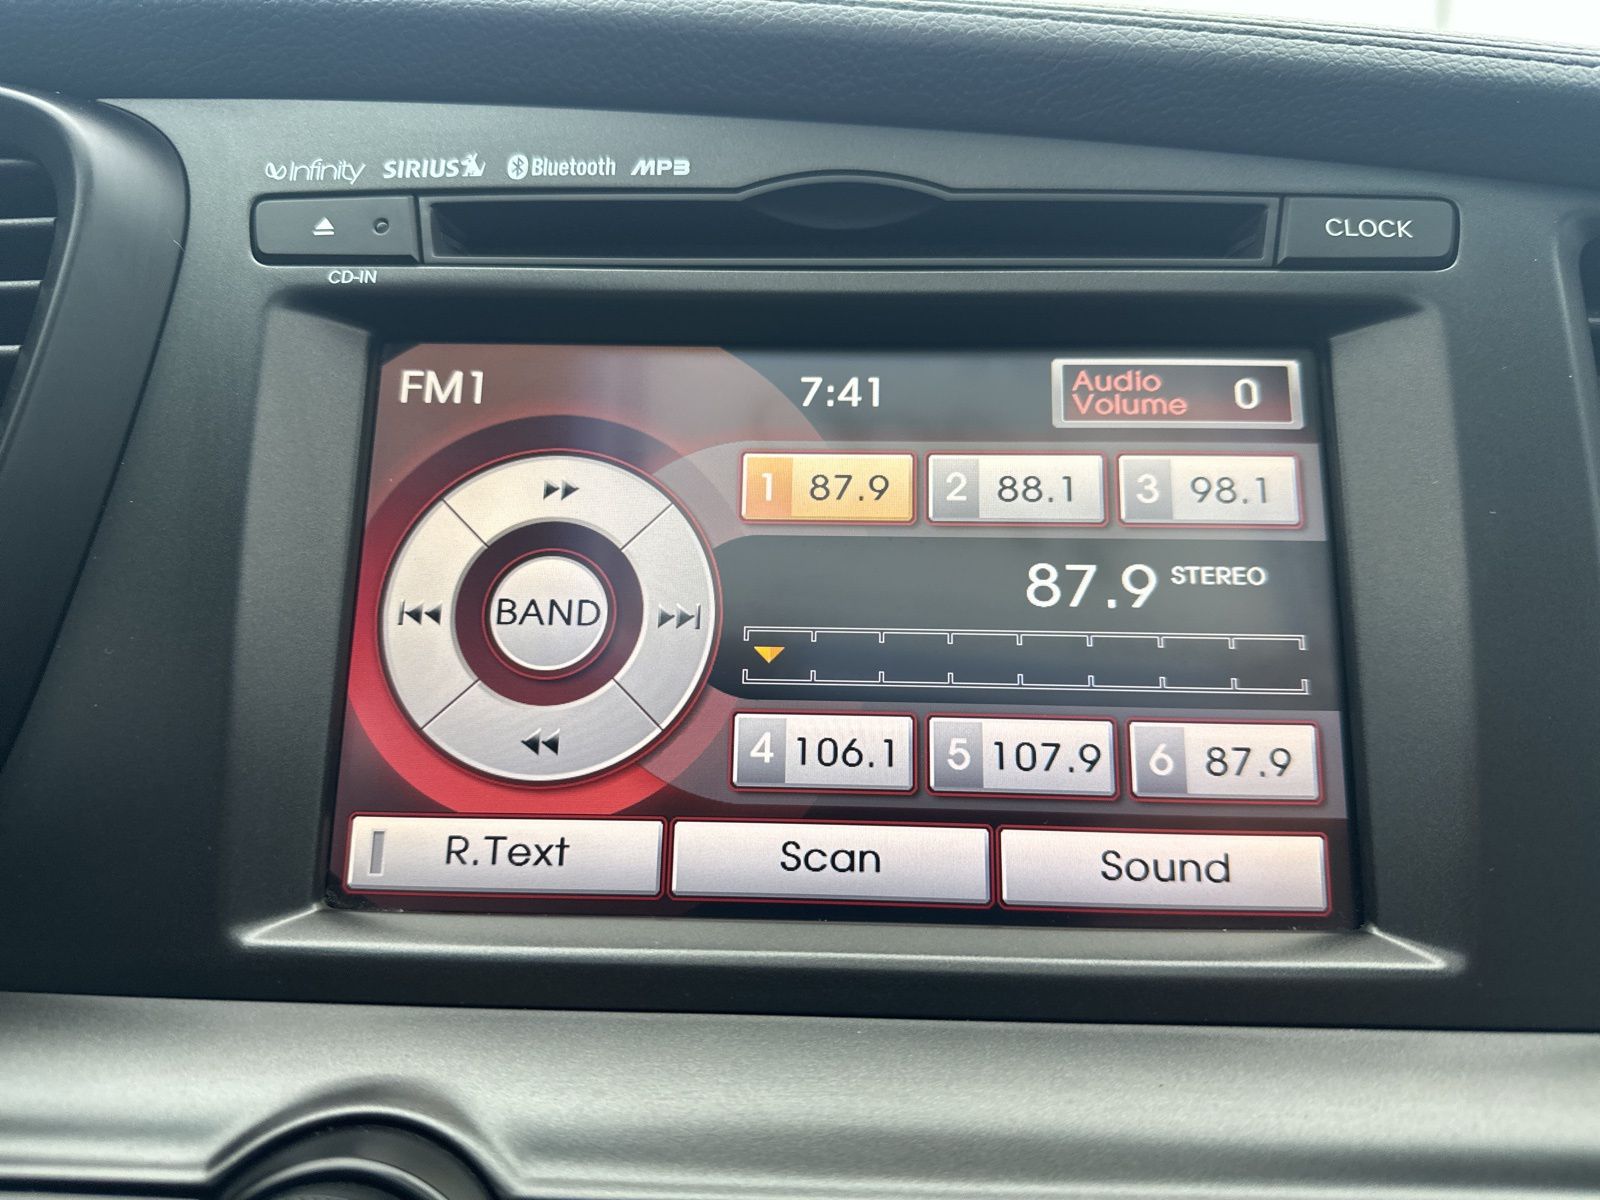 Infinity SIRIUS Bluetooth MP3
CLOCK
CD-IN
FM1 7:41 Audio Volume 0
1 87.9 2 88.1 3 98.1
87.9 STEREO
BAND
4 106.1 5 107.9 6 87.9
R.Text Scan Sound